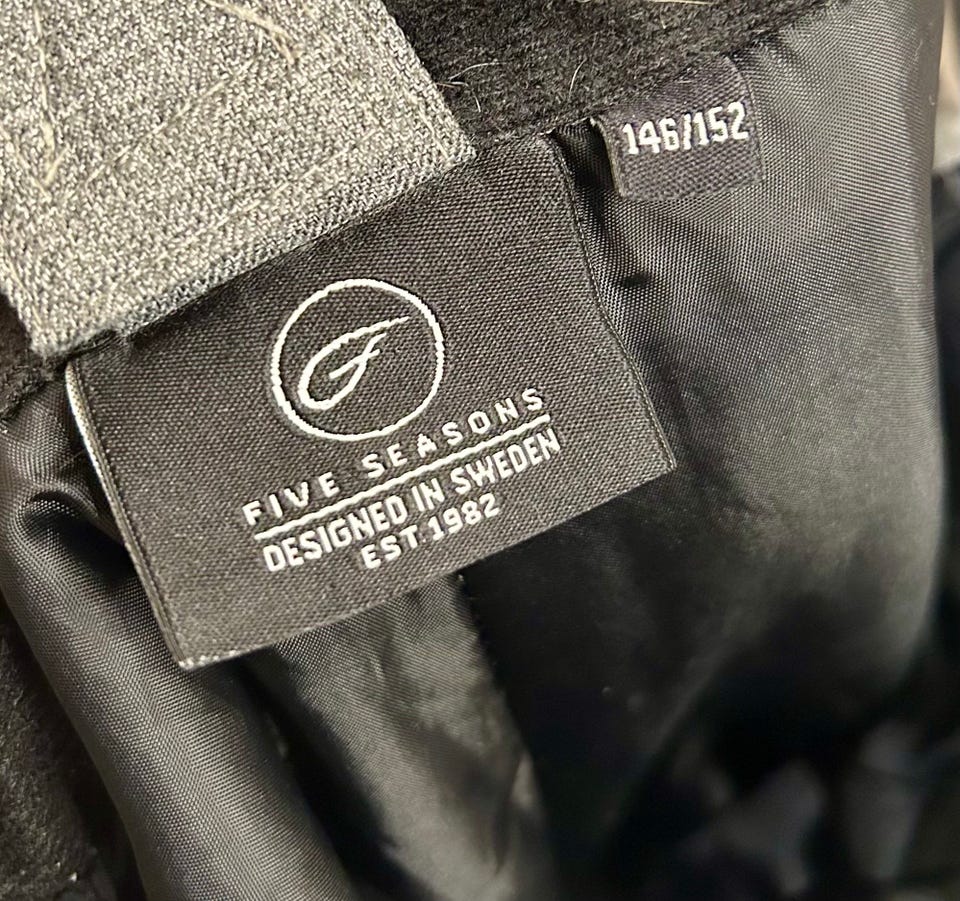 146/152
FIVE SEASONS
DESIGNED IN SWEDEN
EST.1982